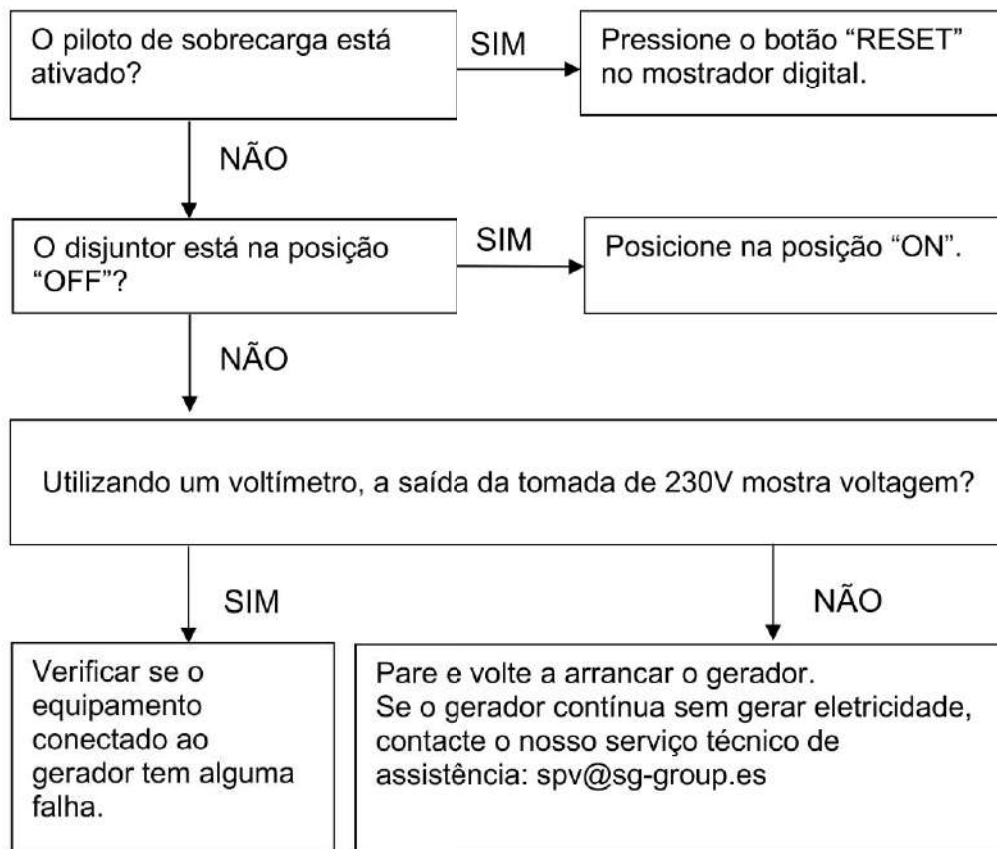 O piloto de sobrecarga está
ativado?
SIM
Pressione o botão “RESET”
no mostrador digital.
NÃO
O disjuntor está na posição
“OFF”?
SIM
Posicione na posição “ON”.
NÃO
Utilizando um voltímetro, a saída da tomada de 230V mostra voltagem?
SIM
NÃO
Verificar se o
equipamento
conectado ao
gerador tem alguma
falha.
Pare e volte a arrancar o gerador.
Se o gerador contínua sem gerar eletricidade,
contacte o nosso serviço técnico de
assistência: spv@sg-group.es